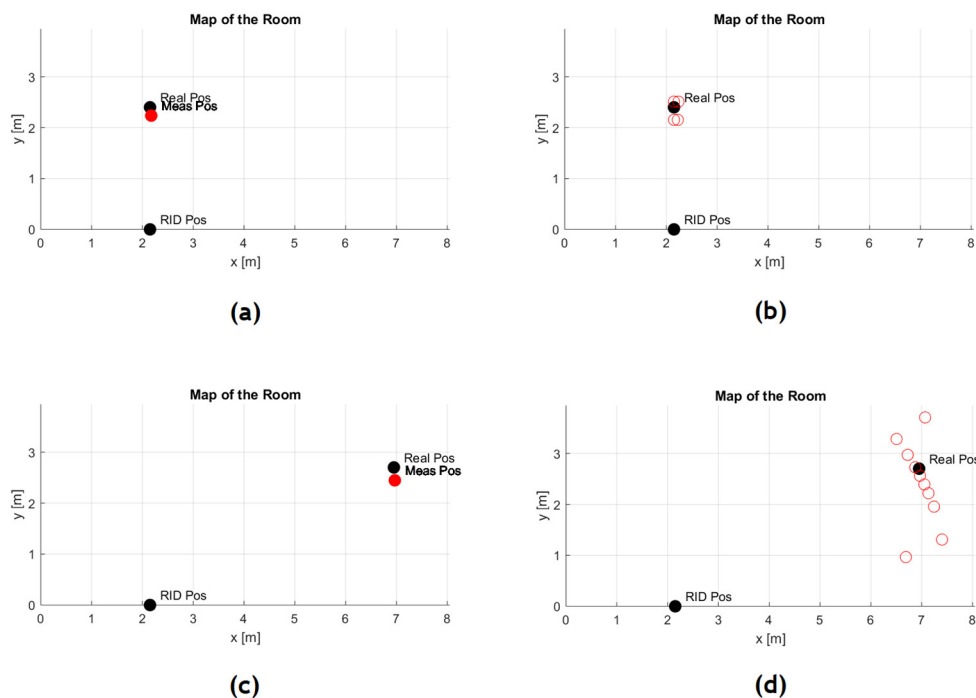 Map of the Room
3
2
1
0
y [m]
Real Pos
Meas Pos
RID Pos
0 1 2 3 4 5 6 7 8
x [m]
(a)
Map of the Room
3
2
1
0
y [m]
Real Pos
RID Pos
0 1 2 3 4 5 6 7 8
x [m]
(b)
Map of the Room
3
2
1
0
y [m]
Real Pos
Meas Pos
RID Pos
0 1 2 3 4 5 6 7 8
x [m]
(c)
Map of the Room
3
2
1
0
y [m]
Real Pos
RID Pos
0 1 2 3 4 5 6 7 8
x [m]
(d)